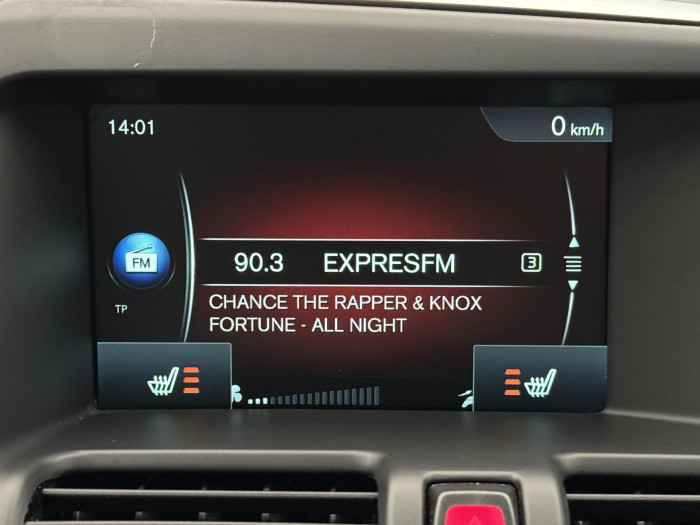 14:01
0 km/h
FM
90.3 EXPRESFM 3
TP
CHANCE THE RAPPER & KNOX
FORTUNE - ALL NIGHT